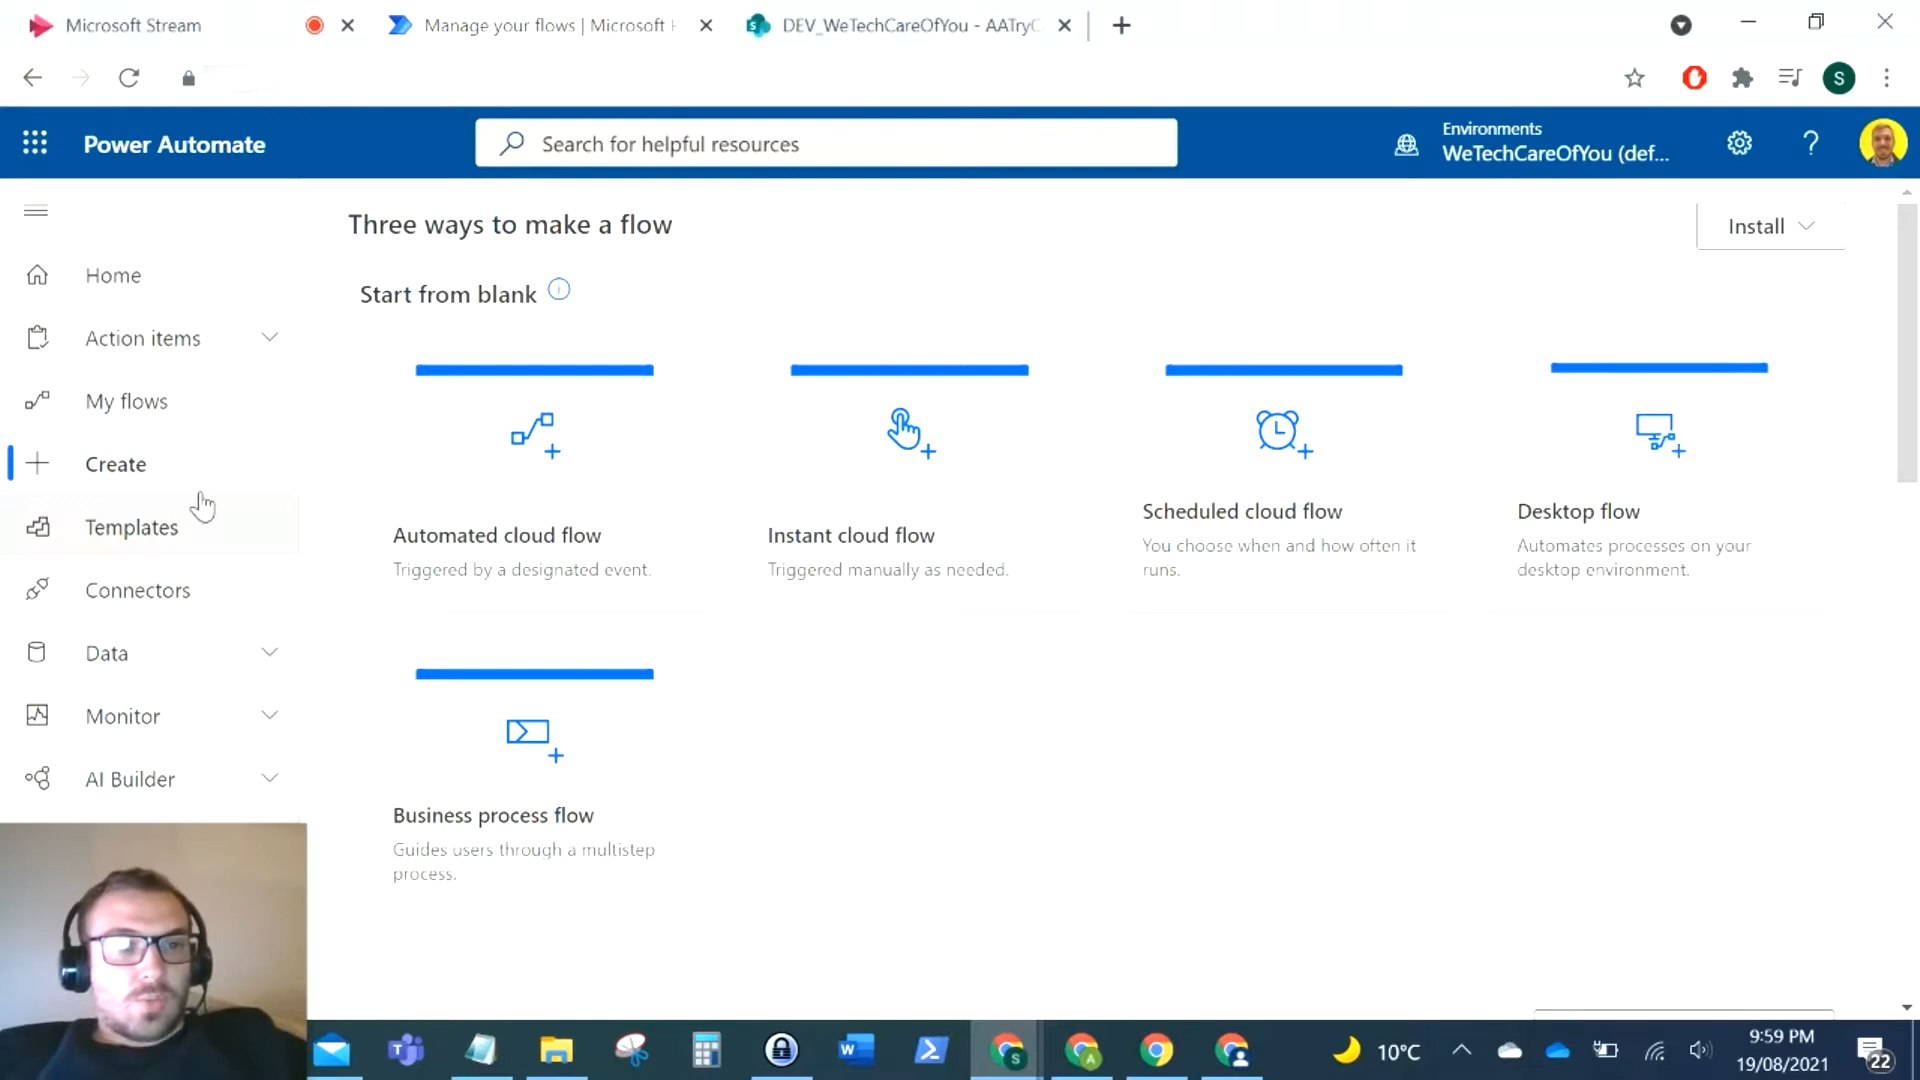 Microsoft Stream
Manage your flows | Microsoft
DEV_WeTechCareOfYou - AATryC
S
Power Automate
Search for helpful resources
Environments
WeTechCareOfYou (def...
?
Three ways to make a flow
Install
Start from blank
Home
Action items
My flows
Create
Templates
Connectors
Data
Monitor
AI Builder
Automated cloud flow
Triggered by a designated event.
Instant cloud flow
Triggered manually as needed.
Scheduled cloud flow
You choose when and how often it
runs.
Desktop flow
Automates processes on your
desktop environment.
Business process flow
Guides users through a multistep
process.
10°C
9:59 PM
19/08/2021
22